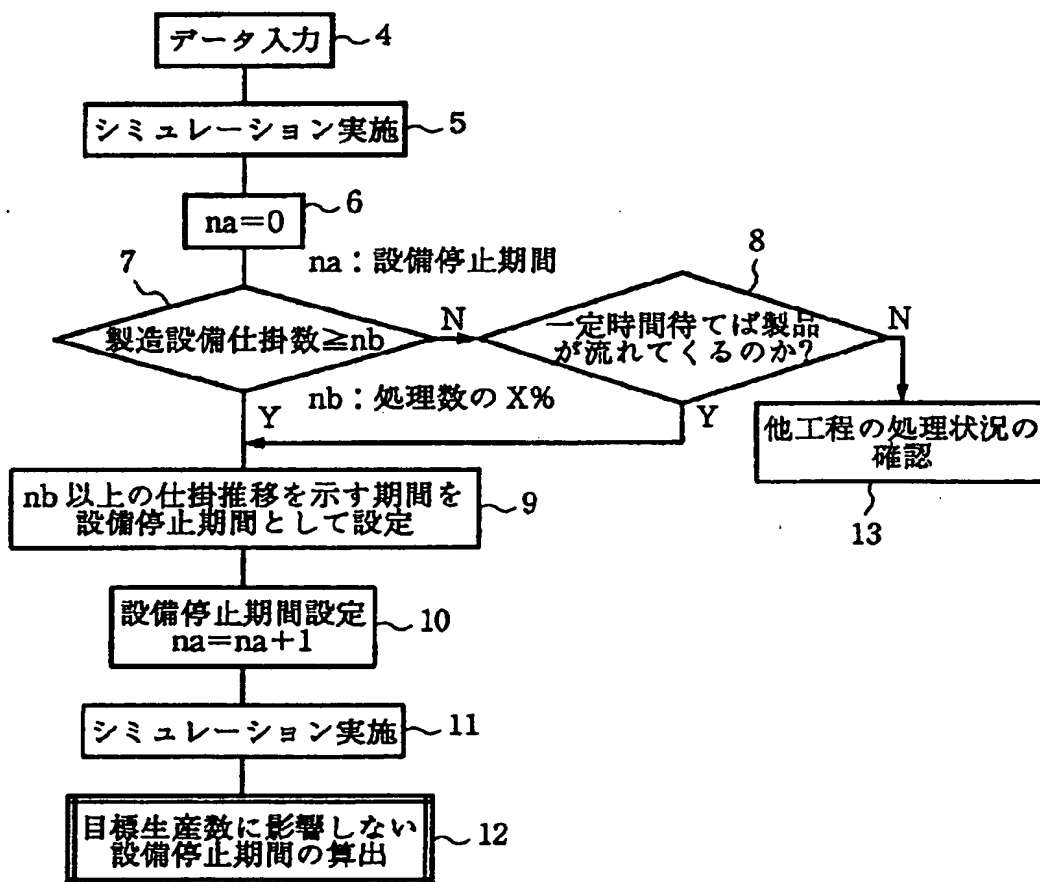 データ入力
4
シミュレーション実施
5
na=0
6
na:設備停止期間
7
製造設備仕掛数≧nb
N
8
一定時間待てば製品
が流れてくるのか?
N
nb:処理数のX%
Y
Y
他工程の処理状況の
確認
13
nb以上の仕掛推移を示す期間を
設備停止期間として設定
9
設備停止期間設定
na=na+1
10
シミュレーション実施
11
目標生産数に影響しない
設備停止期間の算出
12